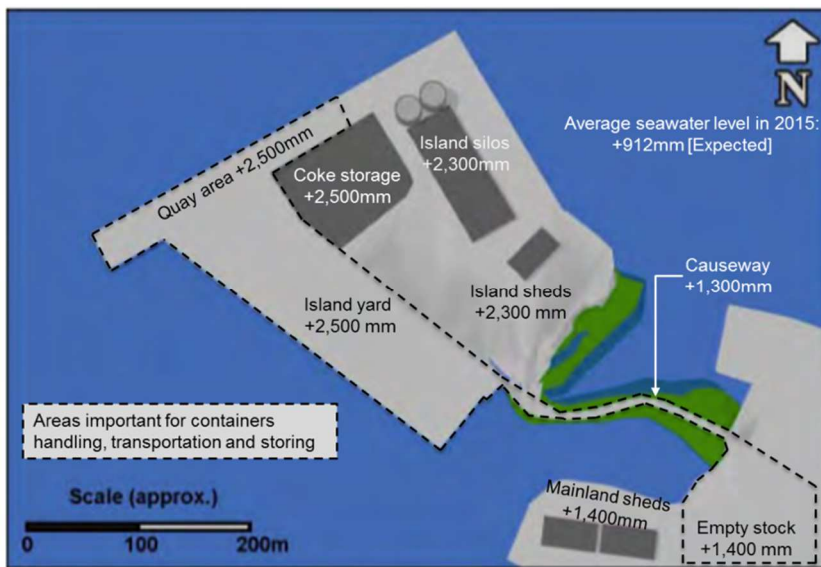 N
Average seawater level in 2015:
+912mm [Expected]
Quay area +2,500mm
Island silos
+2,300mm
Coke storage
+2,500mm
Causeway
+1,300mm
Island sheds
+2,300 mm
Island yard
+2,500 mm
Areas important for containers
handling, transportation and storing
Mainland sheds
+1,400mm
Scale (approx.)
0 100 200m
Empty stock
+1,400 mm